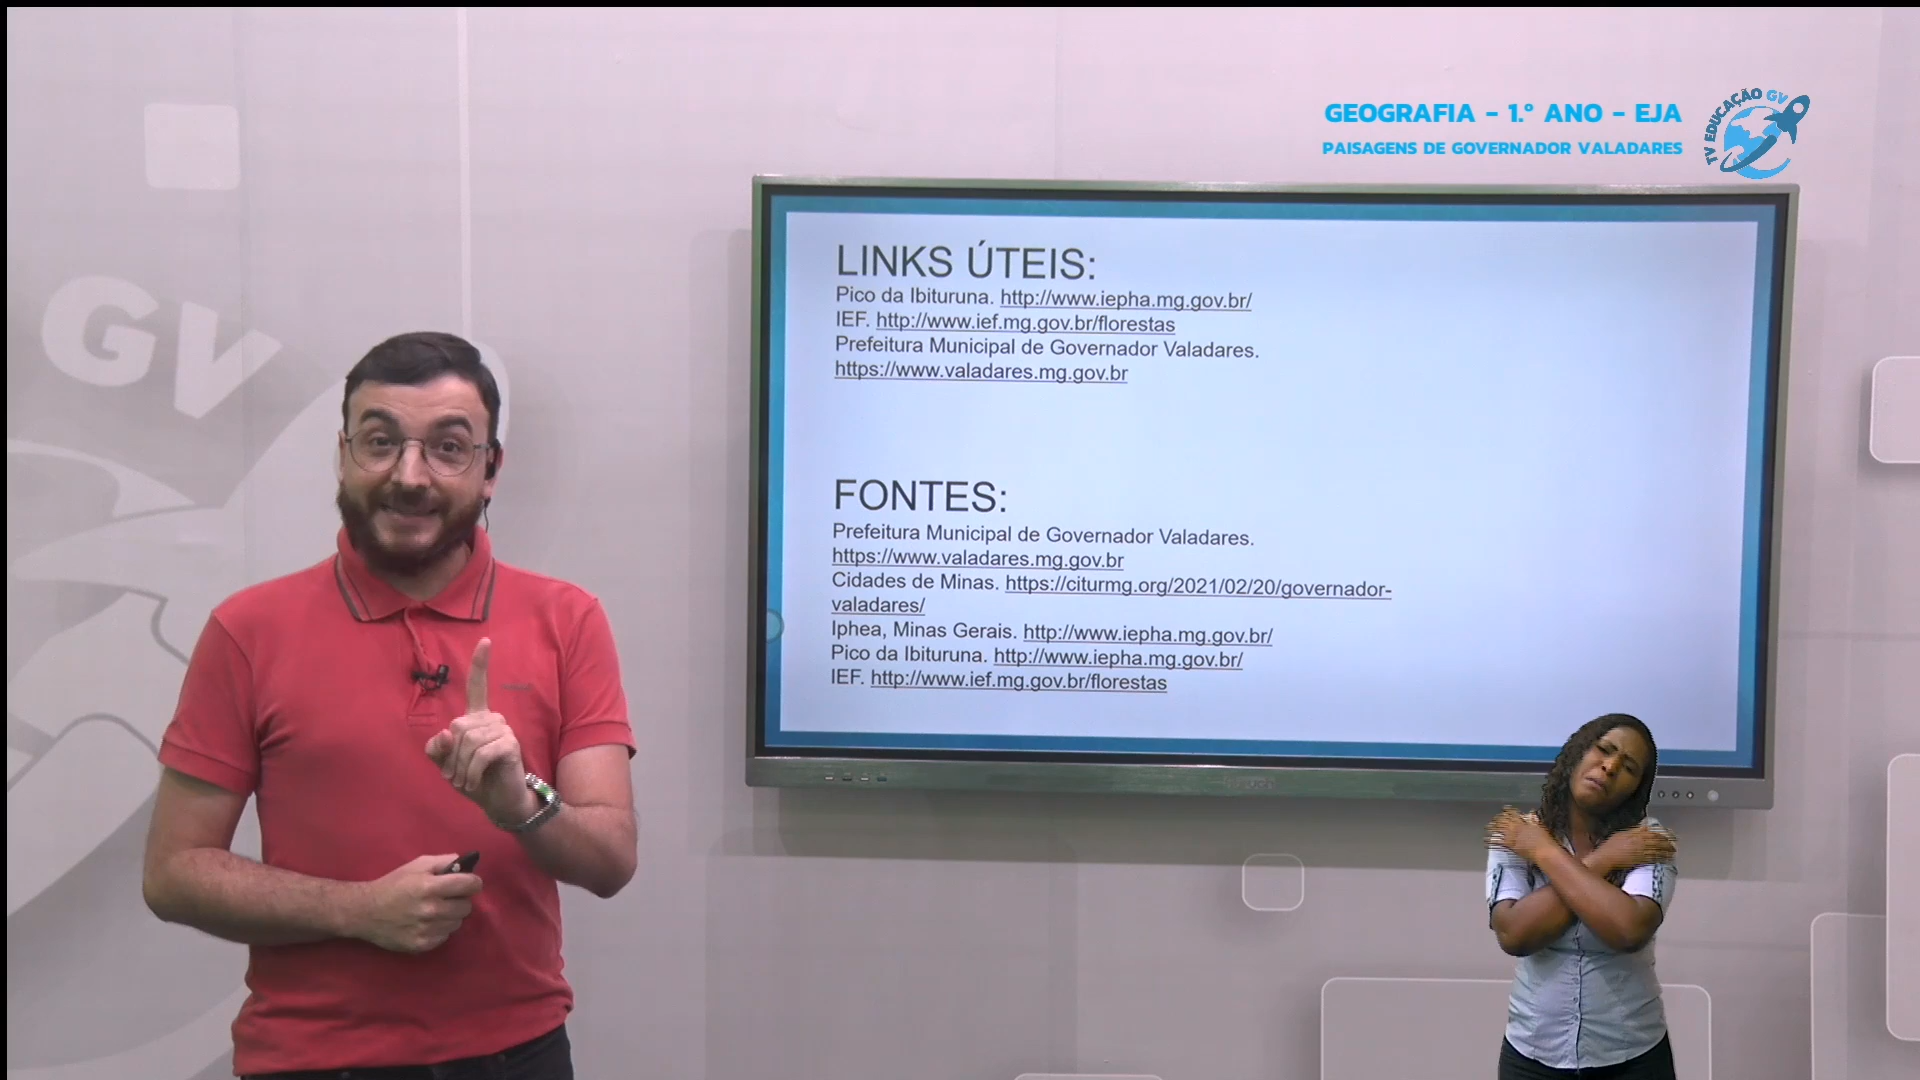 GEOGRAFIA - 1.º ANO - EJA
PAISAGENS DE GOVERNADOR VALADARES
TV EDUCAÇÃO GV
GV
LINKS ÚTEIS:
Pico da Ibituruna. http://www.iepha.mg.gov.br/
IEF. http://www.ief.mg.gov.br/florestas
Prefeitura Municipal de Governador Valadares.
https://www.valadares.mg.gov.br
FONTES:
Prefeitura Municipal de Governador Valadares.
https://www.valadares.mg.gov.br
Cidades de Minas. https://citurmg.org/2021/02/20/governador-
valadares/
Iphea, Minas Gerais. http://www.iepha.mg.gov.br/
Pico da Ibituruna. http://www.iepha.mg.gov.br/
IEF. http://www.ief.mg.gov.br/florestas